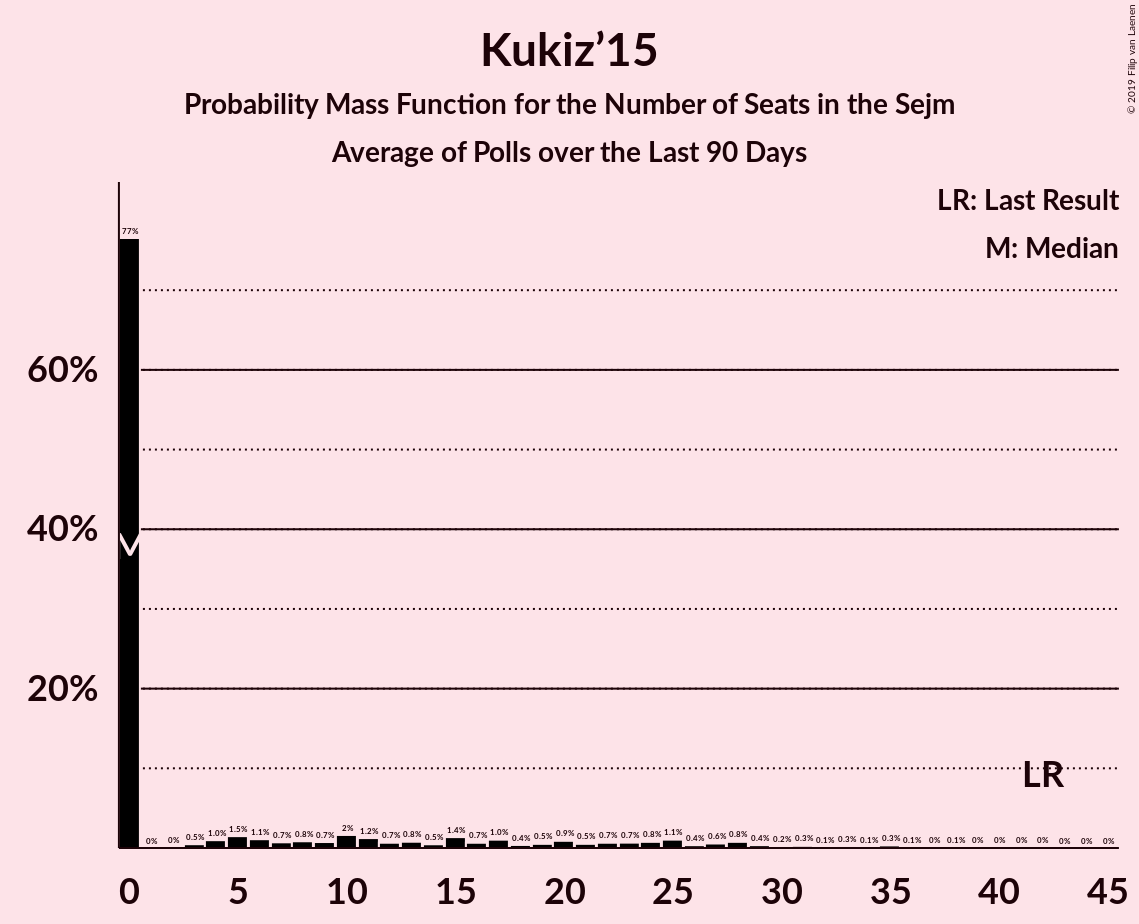 Kukiz’15
Probability Mass Function for the Number of Seats in the Sejm
Average of Polls over the Last 90 Days
© 2019 Filip van Laenen
LR: Last Result
M: Median
77%
60%
40%
20%
LR
0% 0% 0.5% 1.0% 1.5% 1.1% 0.7% 0.8% 0.7% 2% 1.2% 0.7% 0.8% 0.5% 1.4% 0.7% 1.0% 0.4% 0.5% 0.9% 0.5% 0.7% 0.7% 0.8% 1.1% 0.4% 0.6% 0.8% 0.4% 0.2% 0.3% 0.1% 0.3% 0.1% 0.3% 0.1% 0% 0.1% 0% 0% 0% 0% 0% 0% 0%
0 5 10 15 20 25 30 35 40 45